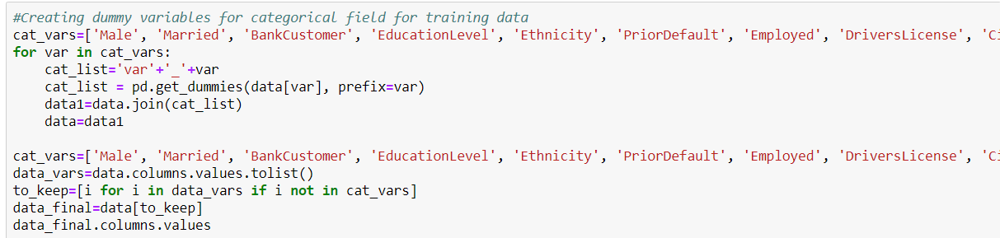 #Creating dummy variables for categorical field for training data
cat_vars=['Male', 'Married', 'BankCustomer', 'EducationLevel', 'Ethnicity', 'PriorDefault', 'Employed', 'DriversLicense', 'Ci
for var in cat_vars:
    cat_list='var'+'_'+var
    cat_list = pd.get_dummies(data[var], prefix=var)
    data1=data.join(cat_list)
    data=data1
cat_vars=['Male', 'Married', 'BankCustomer', 'EducationLevel', 'Ethnicity', 'PriorDefault', 'Employed', 'DriversLicense', 'Ci
data_vars=data.columns.values.tolist()
to_keep=[i for i in data_vars if i not in cat_vars]
data_final=data[to_keep]
data_final.columns.values